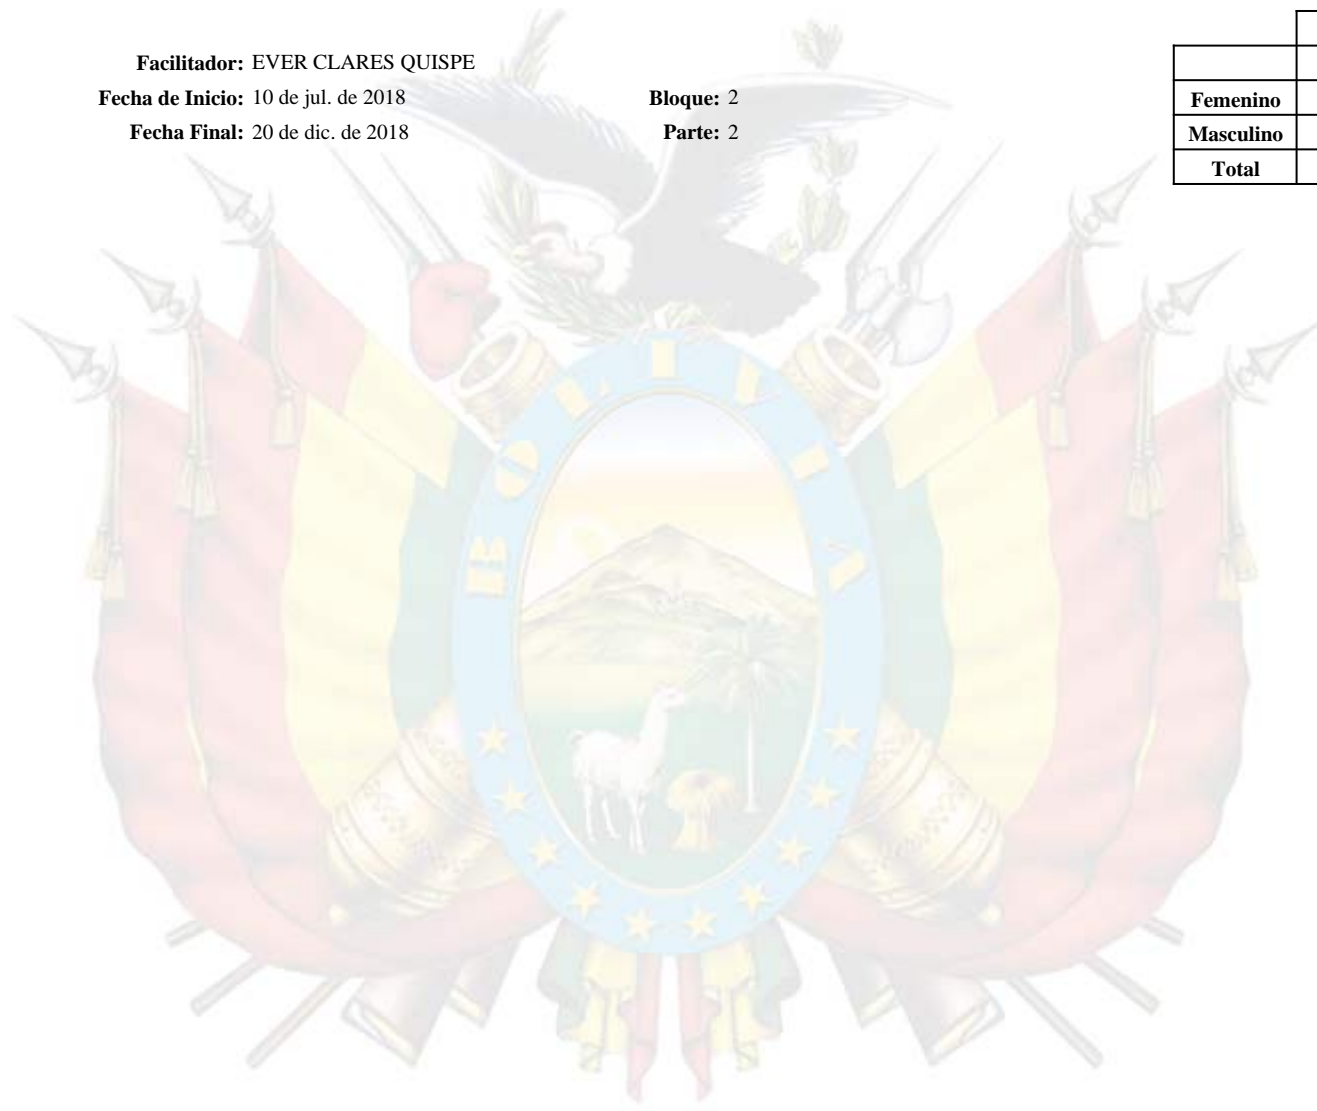 Facilitador: EVER CLARES QUISPE
Fecha de Inicio: 10 de jul. de 2018 Bloque: 2
Fecha Final: 20 de dic. de 2018 Parte: 2
Femenino
Masculino
Total
BOLIVIA